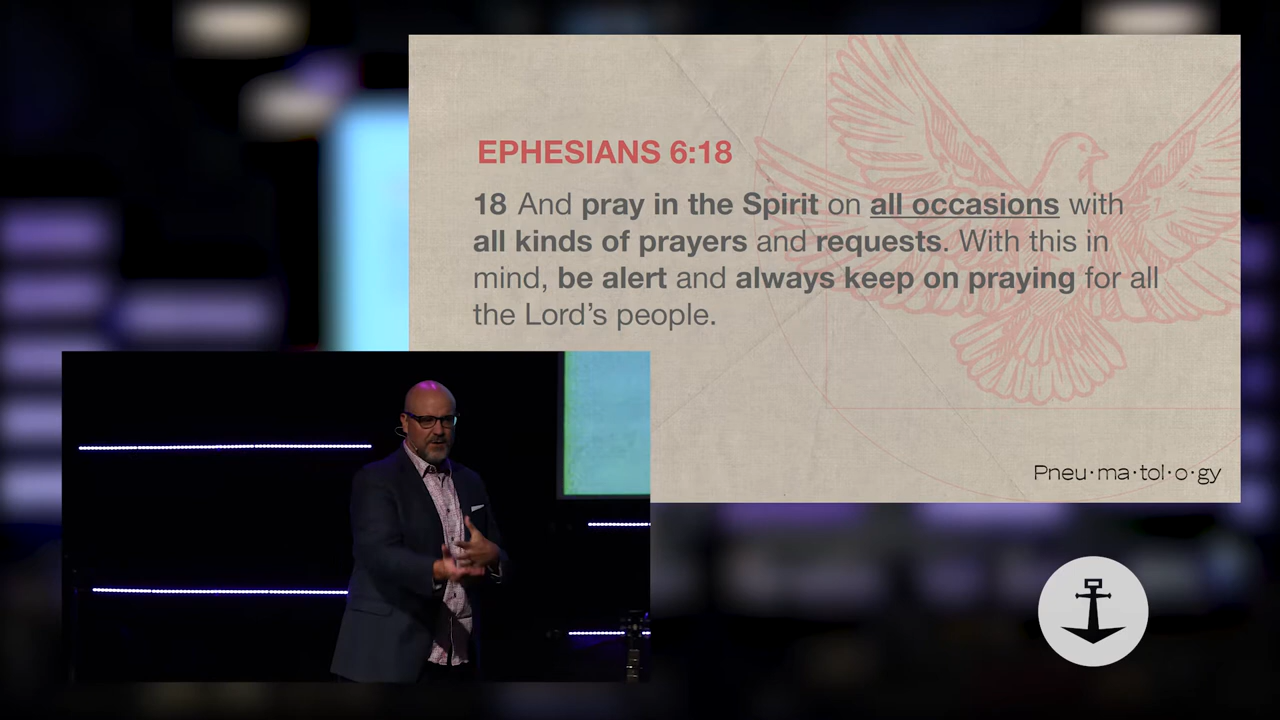 EPHESIANS 6:18
18 And pray in the Spirit on all occasions with
all kinds of prayers and requests. With this in
mind, be alert and always keep on praying for all
the Lord’s people.
Pneu·ma·tol·o·gy